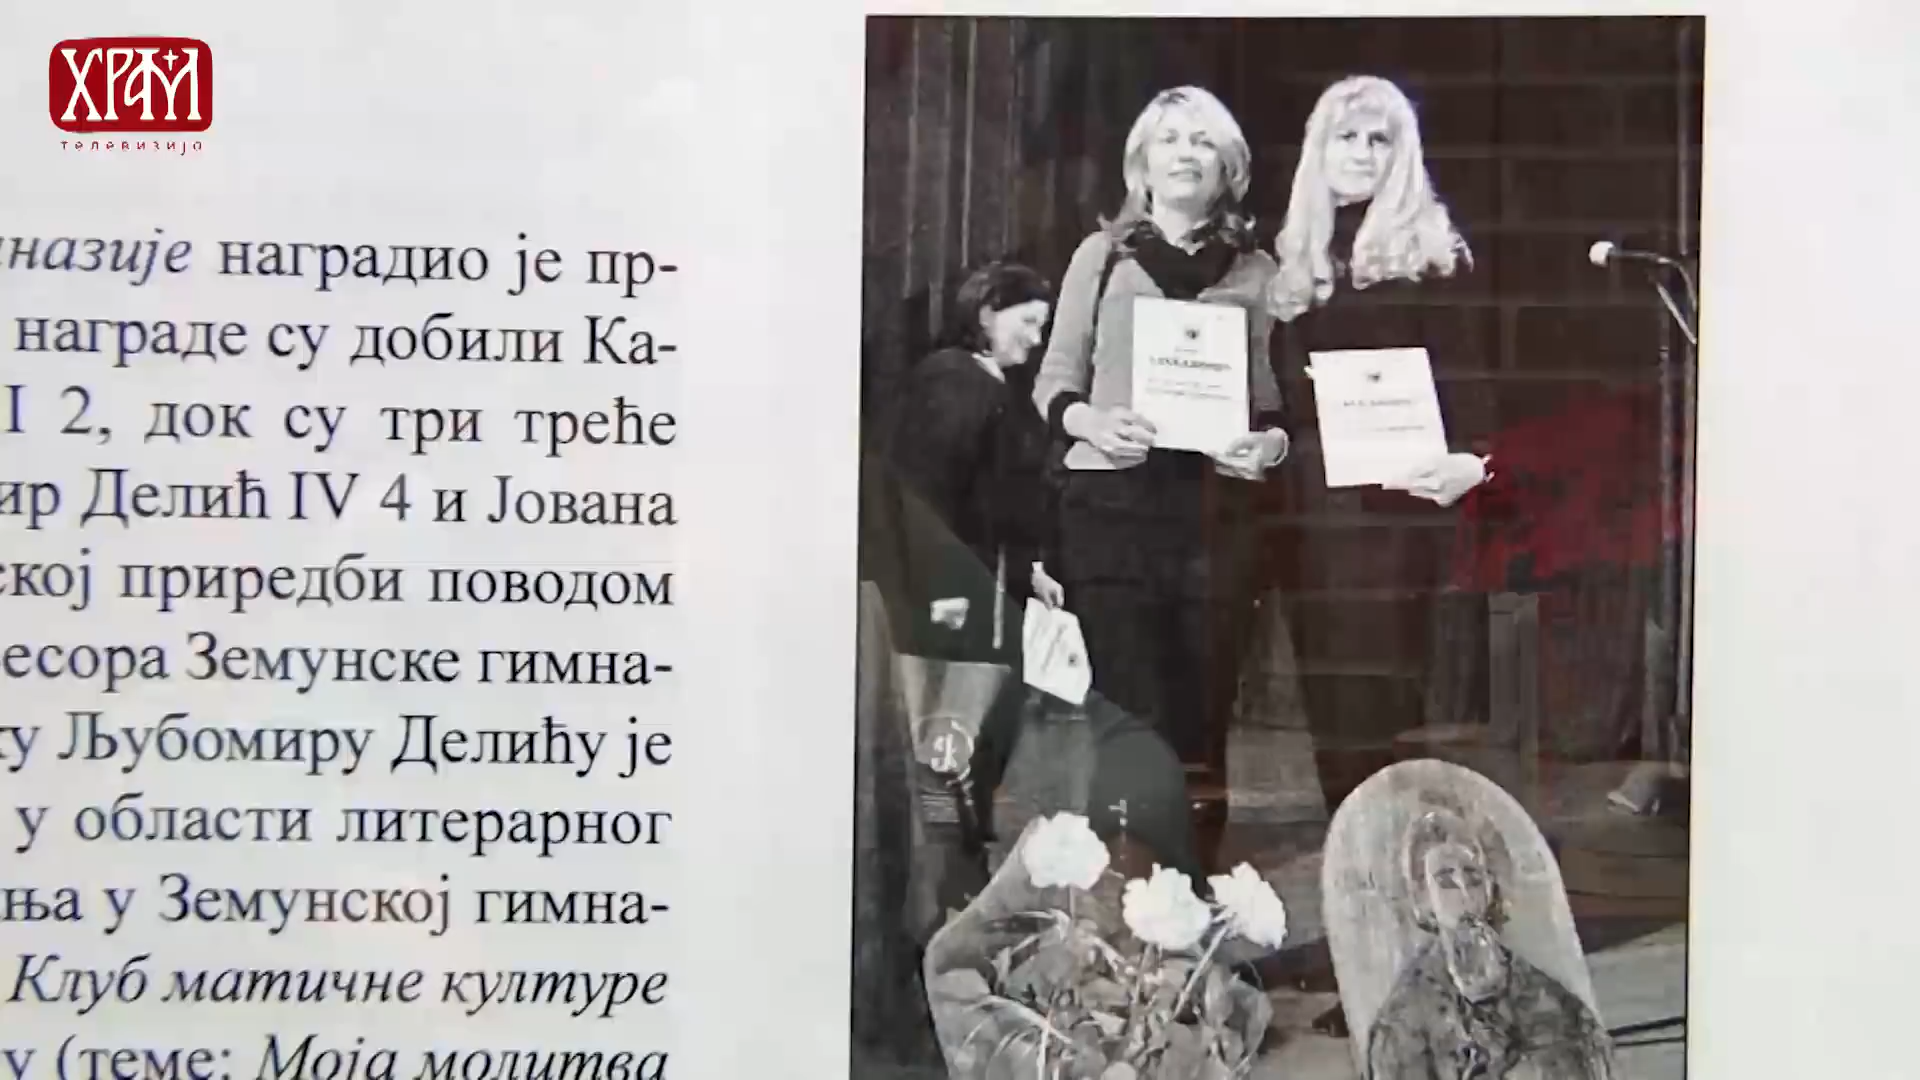 ХРАМ
телевизија
назије наградио је пр-
награде су добили Ка-
I 2, док су три треће
ир Делић IV 4 и Јована
ској приредби поводом
есора Земунске гимна-
у Љубомиру Делићу је
у области литерарног
ња у Земунској гимна-
Клуб матичне културе
у (теме: Моја молитва